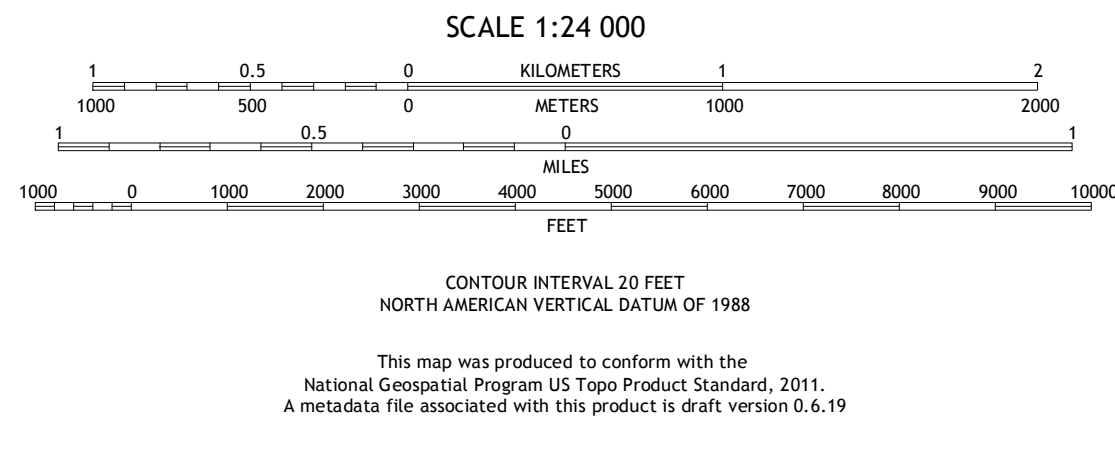 SCALE 1:24 000
1 0.5 0 KILOMETERS 1 2
1000 500 0 METERS 1000 2000
1 0.5 0 1
MILES
1000 0 1000 2000 3000 4000 5000 6000 7000 8000 9000 10000
FEET
CONTOUR INTERVAL 20 FEET
NORTH AMERICAN VERTICAL DATUM OF 1988
This map was produced to conform with the
National Geospatial Program US Topo Product Standard, 2011.
A metadata file associated with this product is draft version 0.6.19